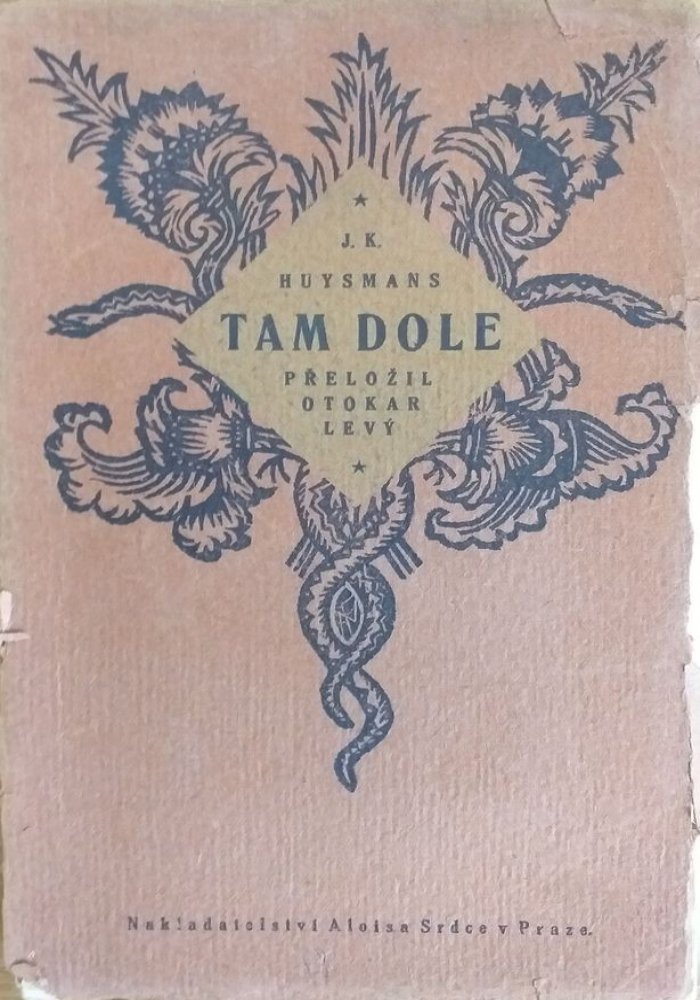 J. K.
HUYSMANS
TAM DOLE
PŘELOŽIL
OTOKAR
LEVÝ
Nakladatelství Aloisa Srdce v Praze.